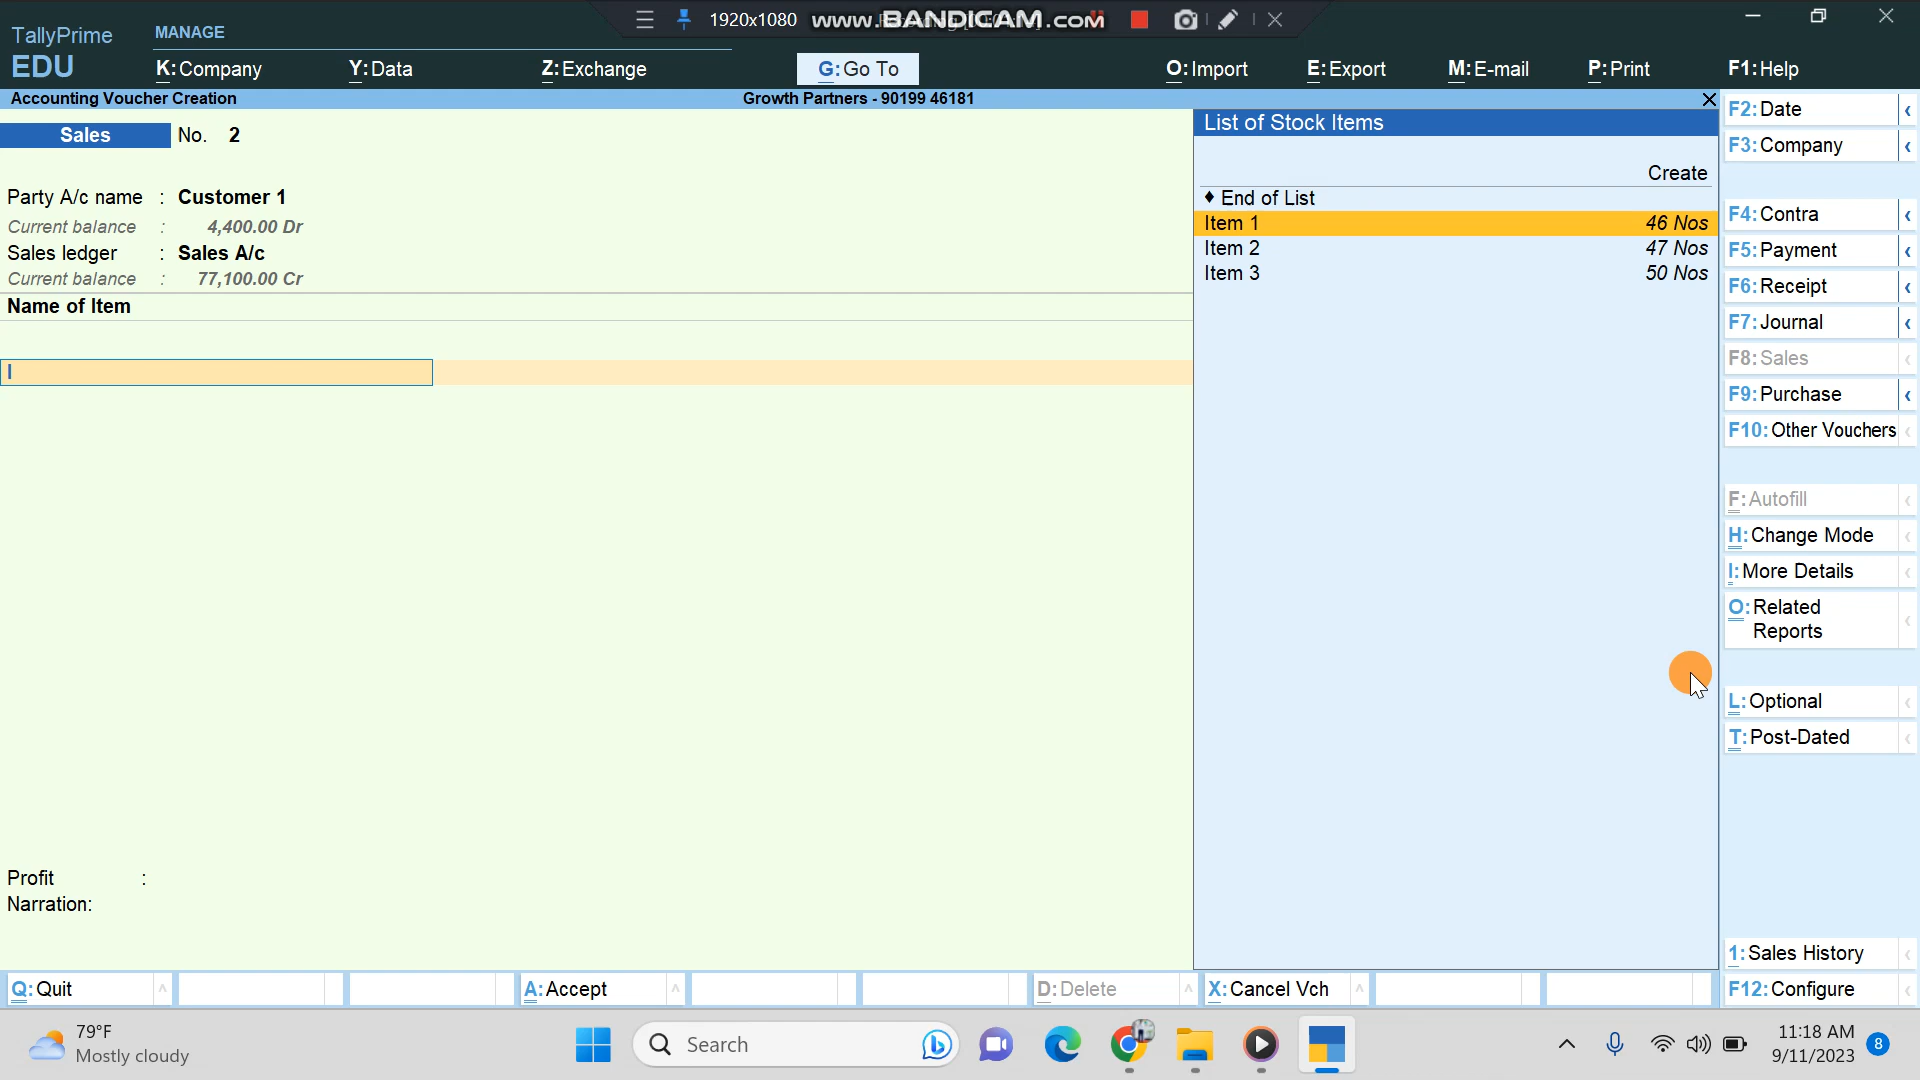 1920x1080 www.BANDICAM.com
TallyPrime MANAGE
EDU K:Company Y:Data Z:Exchange G:Go To O:Import E:Export M:E-mail P:Print F1:Help
Accounting Voucher Creation Growth Partners - 90199 46181
Sales No. 2
Party A/c name : Customer 1
Current balance : 4,400.00 Dr
Sales ledger : Sales A/c
Current balance : 77,100.00 Cr
Name of Item
Profit :
Narration:
List of Stock Items
Create
♦ End of List
Item 1 46 Nos
Item 2 47 Nos
Item 3 50 Nos
F2:Date
F3:Company
F4:Contra
F5:Payment
F6:Receipt
F7:Journal
F8:Sales
F9:Purchase
F10:Other Vouchers
F:Autofill
H:Change Mode
I:More Details
O:Related
Reports
L:Optional
T:Post-Dated
1:Sales History
F12:Configure
Q:Quit A:Accept D:Delete X:Cancel Vch
79°F
Mostly cloudy
Search
11:18 AM
9/11/2023 8